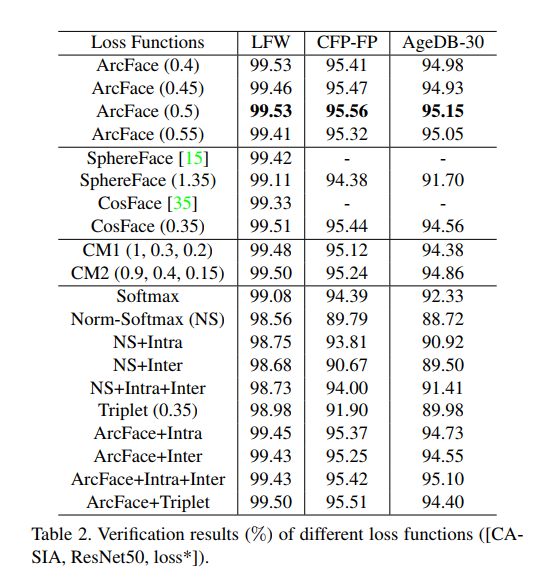 Loss Functions LFW CFP-FP AgeDB-30
ArcFace (0.4) 99.53 95.41 94.98
ArcFace (0.45) 99.46 95.47 94.93
ArcFace (0.5) 99.53 95.56 95.15
ArcFace (0.55) 99.41 95.32 95.05
SphereFace [15] 99.42 - -
SphereFace (1.35) 99.11 94.38 91.70
CosFace [35] 99.33 - -
CosFace (0.35) 99.51 95.44 94.56
CM1 (1, 0.3, 0.2) 99.48 95.12 94.38
CM2 (0.9, 0.4, 0.15) 99.50 95.24 94.86
Softmax 99.08 94.39 92.33
Norm-Softmax (NS) 98.56 89.79 88.72
NS+Intra 98.75 93.81 90.92
NS+Inter 98.68 90.67 89.50
NS+Intra+Inter 98.73 94.00 91.41
Triplet (0.35) 98.98 91.90 89.98
ArcFace+Intra 99.45 95.37 94.73
ArcFace+Inter 99.43 95.25 94.55
ArcFace+Intra+Inter 99.43 95.42 95.10
ArcFace+Triplet 99.50 95.51 94.40
Table 2. Verification results (%) of different loss functions ([CA-
SIA, ResNet50, loss*]).